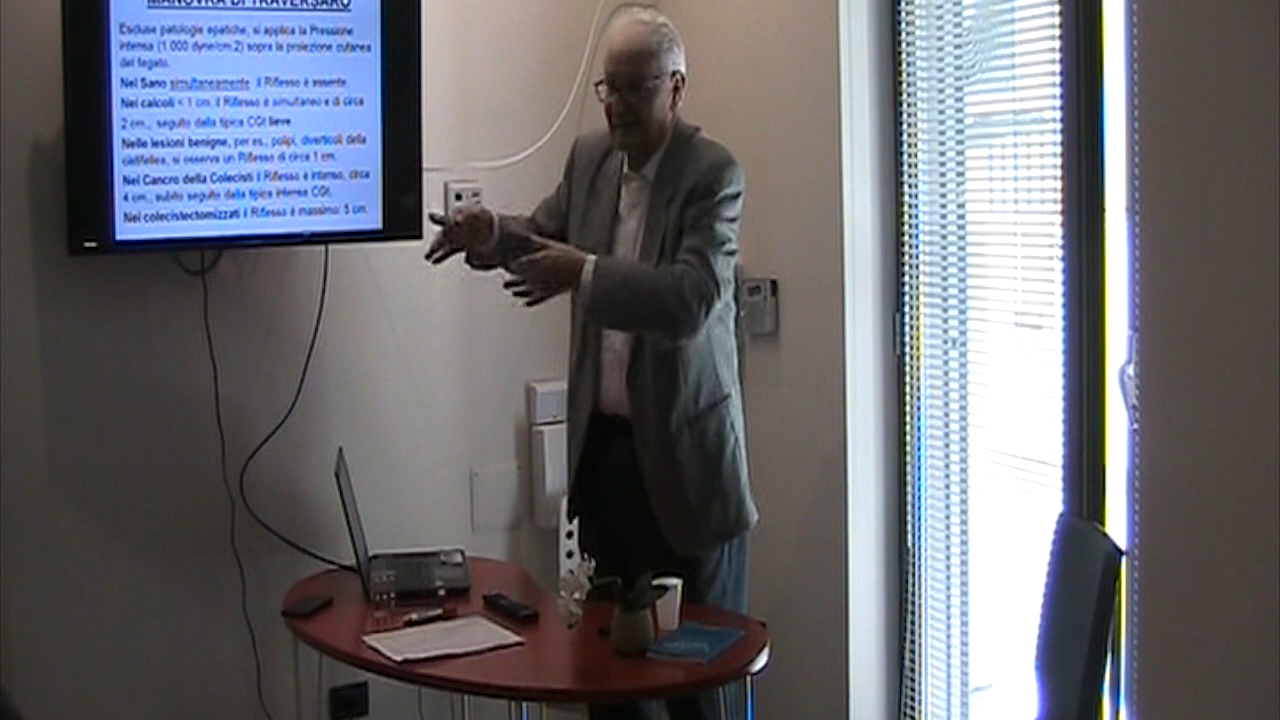 MANOVRA DI TRAVERSARO
Escluse patologie epatiche, si applica la Pressione
intensa (1.000 dyne/cm.2) sopra la proiezione cutanea
del fegato.
Nel Sano simultaneamente il Riflesso è assente.
Nei calcoli < 1 cm. il Riflesso è simultaneo e di circa
2 cm., seguito dalla tipica CGt lieve.
Nelle lesioni benigne, per es., polipi, diverticoli della
cistifellea, si osserva un Riflesso di circa 1 cm.
Nel Cancro della Colecisti il Riflesso è intenso, circa
4 cm., subito seguito dalla tipica intensa CGt.
Nei colecistectomizzati il Riflesso è massimo: 5 cm.